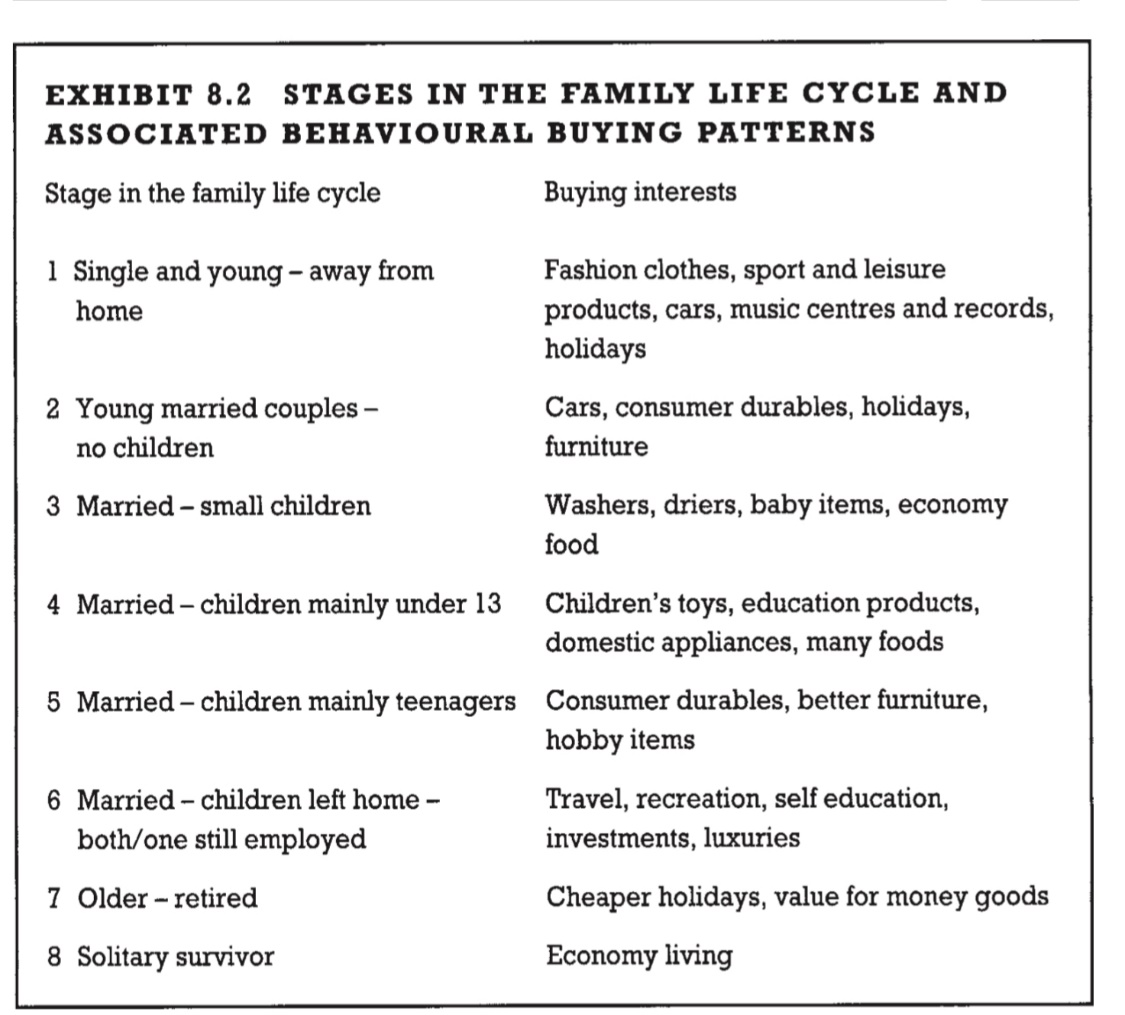 EXHIBIT 8.2 STAGES IN THE FAMILY LIFE CYCLE AND
ASSOCIATED BEHAVIOURAL BUYING PATTERNS
Stage in the family life cycle Buying interests
1 Single and young – away from Fashion clothes, sport and leisure
home products, cars, music centres and records,
holidays
2 Young married couples – Cars, consumer durables, holidays,
no children furniture
3 Married – small children Washers, driers, baby items, economy
food
4 Married – children mainly under 13 Children's toys, education products,
domestic appliances, many foods
5 Married – children mainly teenagers Consumer durables, better furniture,
hobby items
6 Married – children left home – Travel, recreation, self education,
both/one still employed investments, luxuries
7 Older – retired Cheaper holidays, value for money goods
8 Solitary survivor Economy living